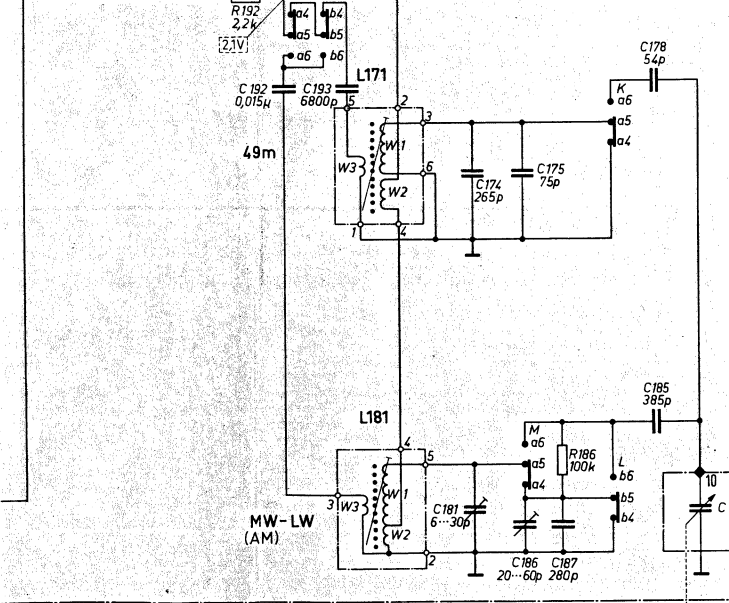 R192
2,2k
2,1V
a4
b4
a5
b5
a6
b6
C192
0,015µ
C193
6800p
L171
5
2
3
W1
W3
W2
6
1
4
49m
C174
265p
C175
75p
C178
54p
K
a6
a5
a4
L181
4
5
3
W3
W1
W2
2
MW-LW
(AM)
C181
6...30p
M
a6
a5
a4
R186
100k
L
b6
b5
b4
C185
385p
C186
20...60p
C187
280p
10
C